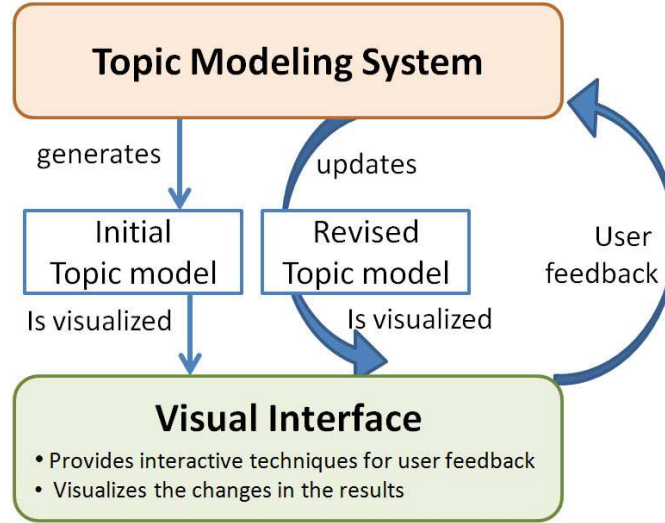 Topic Modeling System
generates
updates
Initial
Topic model
Revised
Topic model
User
feedback
Is visualized
Is visualized
Visual Interface
• Provides interactive techniques for user feedback
• Visualizes the changes in the results